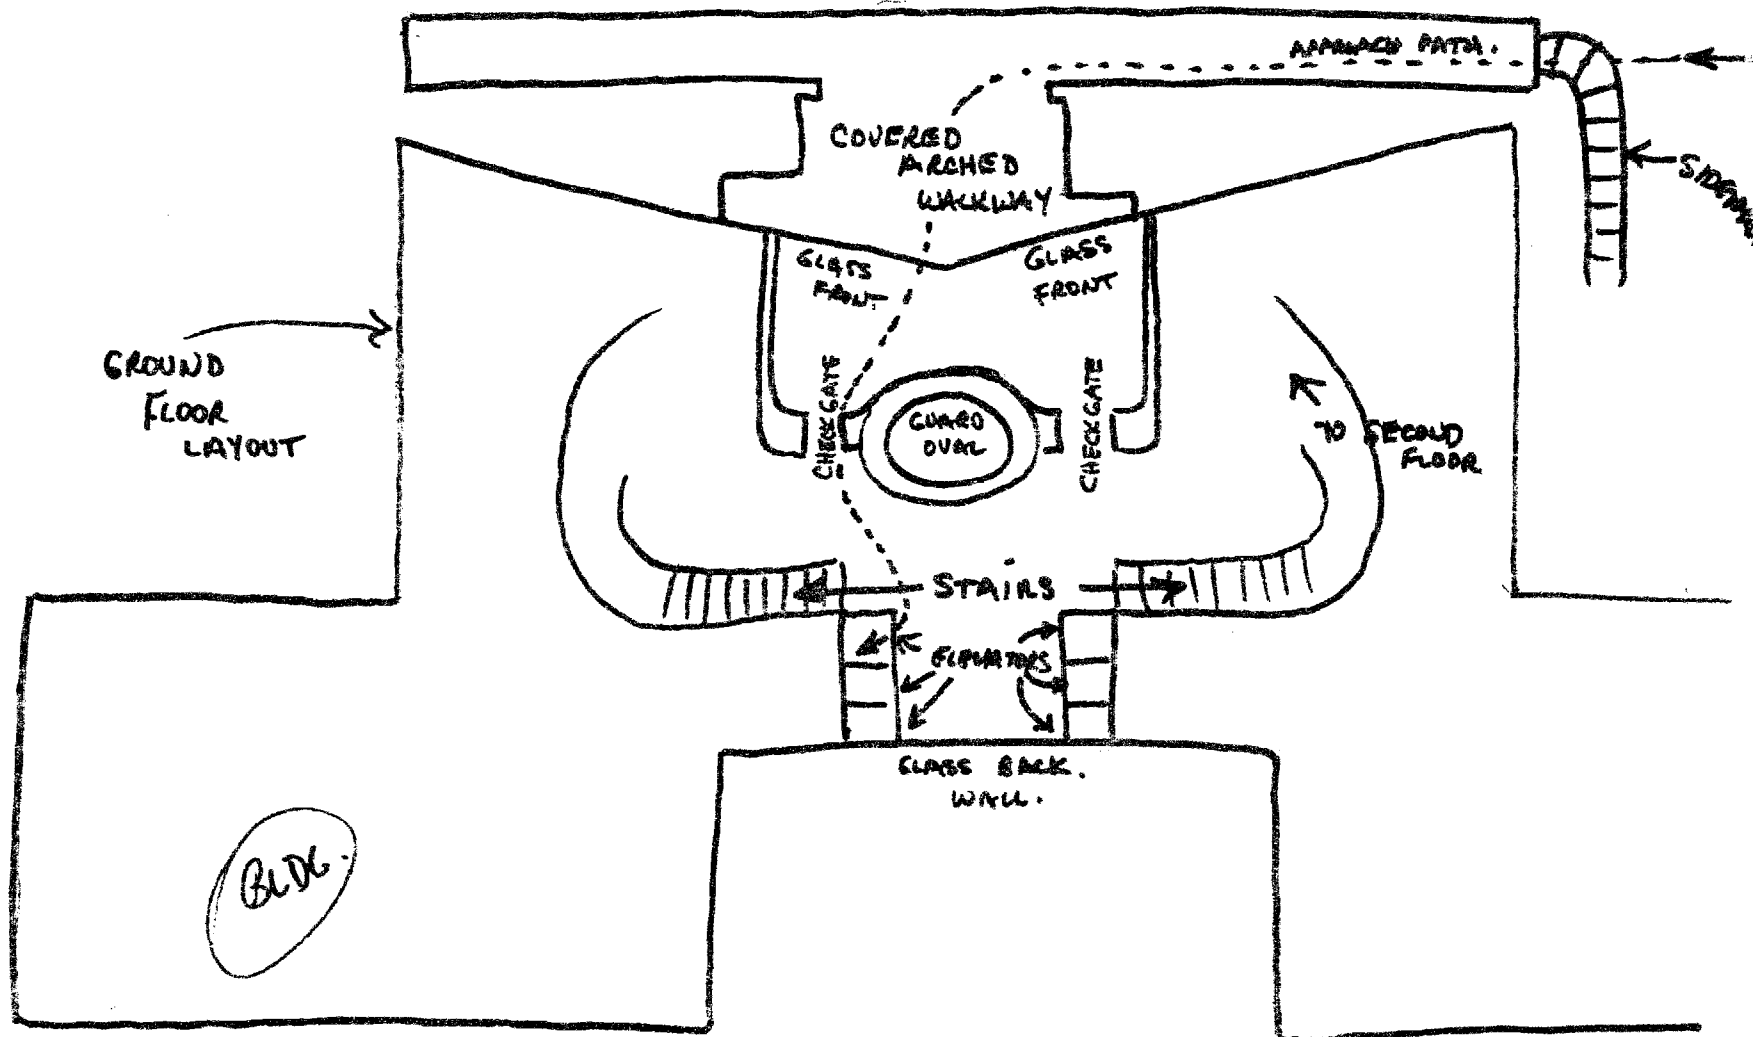 APPROACH PATH.
COVERED
ARCHED
WALKWAY
GLASS
FRONT
GLASS
FRONT
GROUND
FLOOR
LAYOUT
CHECKGATE
GUARD
OVAL
CHECKGATE
TO SECOND
FLOOR
STAIRS
ELEVATORS
GLASS BACK.
WALL.
BLDG.